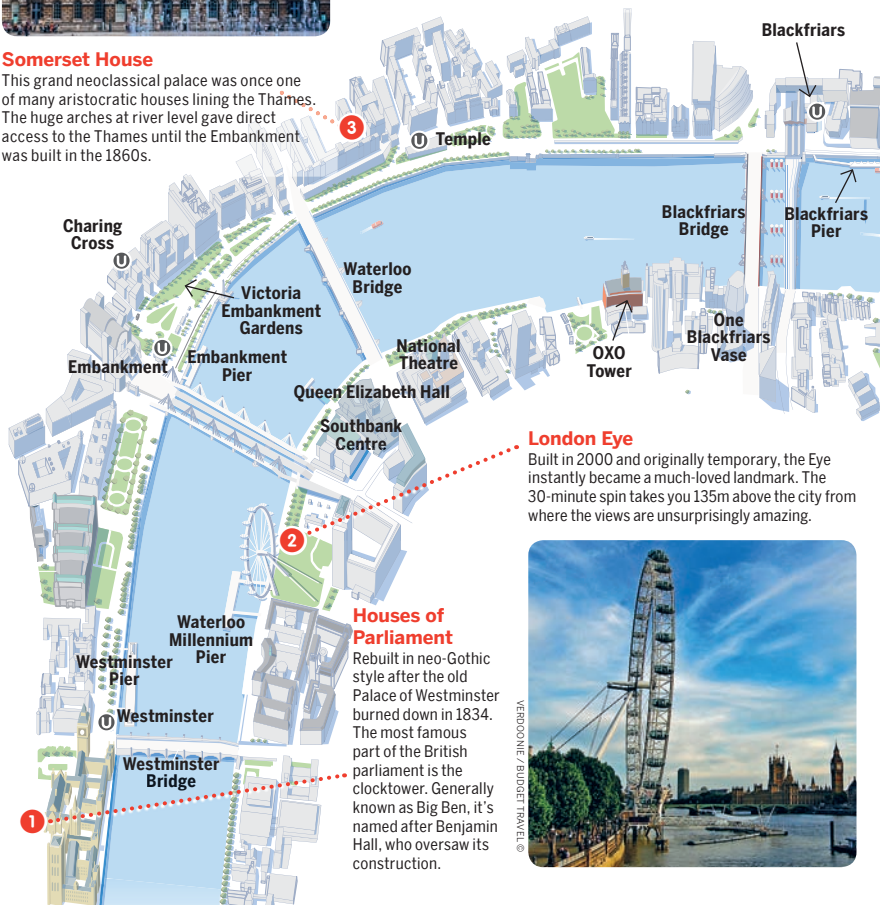 Somerset House
This grand neoclassical palace was once one
of many aristocratic houses lining the Thames.
The huge arches at river level gave direct
access to the Thames until the Embankment
was built in the 1860s.
3
U Temple
Blackfriars
U
Charing
Cross
U
Victoria
Embankment
Gardens
Waterloo
Bridge
Blackfriars
Bridge
Blackfriars
Pier
U
Embankment
Embankment
Pier
National
Theatre
OXO
Tower
One
Blackfriars
Vase
Queen Elizabeth Hall
Southbank
Centre
London Eye
Built in 2000 and originally temporary, the Eye
instantly became a much-loved landmark. The
30-minute spin takes you 135m above the city from
where the views are unsurprisingly amazing.
2
Waterloo
Millennium
Pier
Westminster
Pier
U Westminster
Westminster
Bridge
1
Houses of
Parliament
Rebuilt in neo-Gothic
style after the old
Palace of Westminster
burned down in 1834.
The most famous
part of the British
parliament is the
clocktower. Generally
known as Big Ben, it's
named after Benjamin
Hall, who oversaw its
construction.
VERDOONIE / BUDGET TRAVEL ©